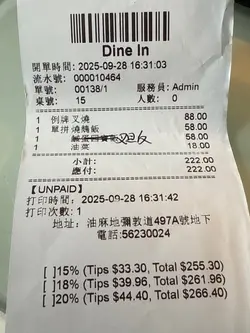 Dine In
開單時間: 2025-09-28 16:31:03
流水號: 000010464
單號: 00138/1 服務員: Admin
桌號: 15 人數: 0
1 例牌叉燒 88.00
1 單拼燒鵝飯 58.00
1 58.00
1 油菜 18.00
小計: 222.00
應付: 222.00
【UNPAID】
打印時間: 2025-09-28 16:31:42
打印次數: 1
地址: 油麻地彌敦道497A號地下
電話:56230024
[ ]15% (Tips $33.30, Total $255.30)
[ ]18% (Tips $39.96, Total $261.96)
[ ]20% (Tips $44.40, Total $266.40)